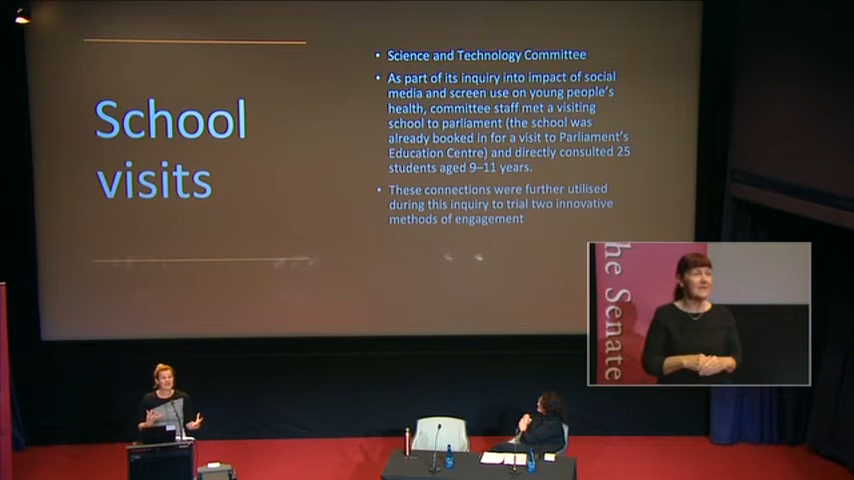 School
visits
• Science and Technology Committee
• As part of its inquiry into impact of social
media and screen use on young people's
health, committee staff met a visiting
school to parliament (the school was
already booked in for a visit to Parliament's
Education Centre) and directly consulted 25
students aged 9–11 years.
• These connections were further utilised
during this inquiry to trial two innovative
methods of engagement
he Senate